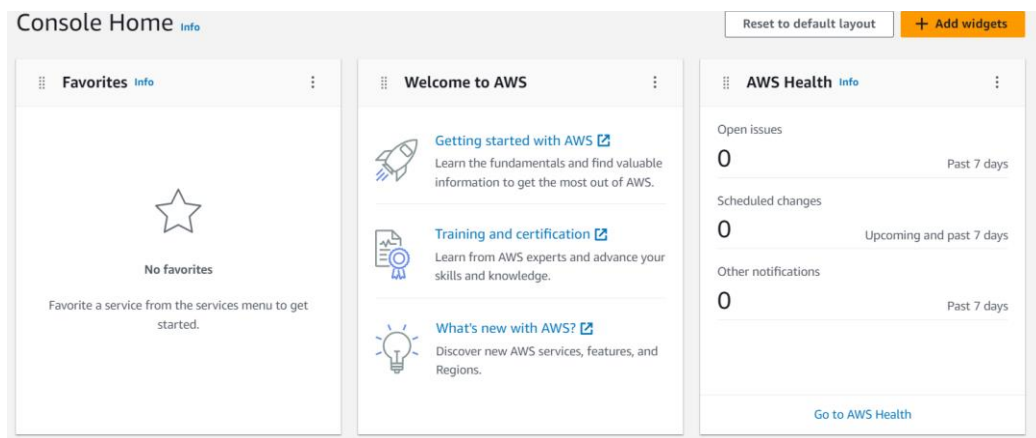 Console Home Info
Reset to default layout
+ Add widgets
Favorites Info
No favorites
Favorite a service from the services menu to get
started.
Welcome to AWS
Getting started with AWS
Learn the fundamentals and find valuable
information to get the most out of AWS.
Training and certification
Learn from AWS experts and advance your
skills and knowledge.
What's new with AWS?
Discover new AWS services, features, and
Regions.
AWS Health Info
Open issues
0 Past 7 days
Scheduled changes
0 Upcoming and past 7 days
Other notifications
0 Past 7 days
Go to AWS Health